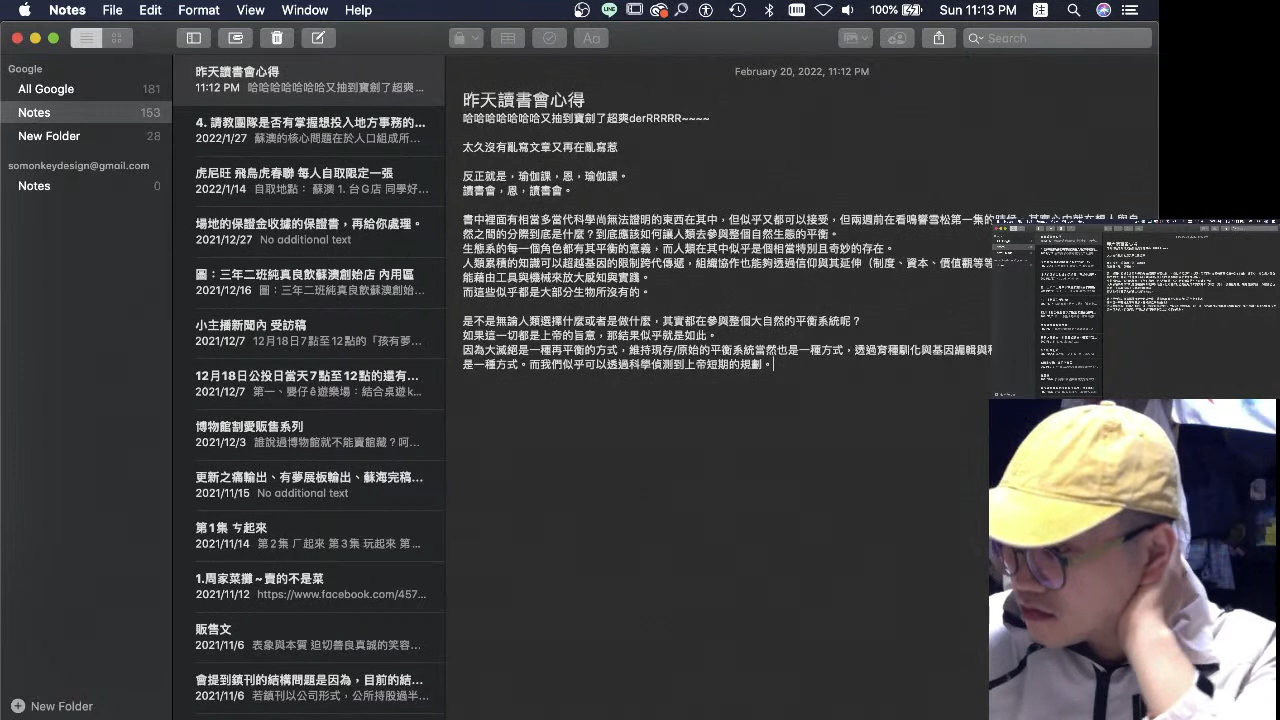 Notes File Edit Format View Window Help
100% Sun 11:13 PM 注
Aa
Search
Google
All Google 181
Notes 153
New Folder 28
somonkeydesign@gmail.com
Notes 0
New Folder
昨天讀書會心得
11:12 PM 哈哈哈哈哈哈又抽到寶劍了超爽...
4. 請教團隊是否有掌握想投入地方事務的...
2022/1/27 蘇澳的核心問題在於人口組成所...
虎尼旺 飛鳥虎春聯 每人自取限定一張
2022/1/14 自取地點： 蘇澳 1. 台G店 同學好...
場地的保證金收據的保證書，再給你處理。
2021/12/27 No additional text
圖：三年二班純真的歡蘇澳創作者專用區
2021/12/16 圖：三年二班純真的歡蘇澳創始...
小主播新聞內 受訪稿
2021/12/7 12月18日7點至12點的「孩有夢...
12月18日公投日當天7點至12點的還有...
2021/12/7 第一、嬰仔e遊樂場：結合桌遊k...
博物館割愛販售系列
2021/12/3 誰說過博物館就不能賣館藏？呵...
更新之痛輸出、有夢展板輸出、蘇海完稿...
2021/11/15 No additional text
第1集 ㄘ起來
2021/11/14 第2集 ㄏ起來 第3集 玩起來 第...
1.周家菜攤~賣的不是菜
2021/11/12 https://www.facebook.com/457...
販售文
2021/11/6 表象與本質 迫切善良真誠的笑容...
會提到鎮刊的結構問題是因為，目前的結...
2021/11/6 若鎮刊以公司形式，公所持股過半...
February 20, 2022, 11:12 PM
昨天讀書會心得
哈哈哈哈哈哈哈又抽到寶劍了超爽derRRRRR~~~~
太久沒有亂寫文章又再在亂寫惹
反正就是，瑜伽課，恩，瑜伽課。
讀書會，恩，讀書會。
書中裡面有相當多當代科學尚無法證明的東西在其中，但似乎又都可以接受，但兩週前在看鳴響雪松第一集的時候，其實心中就在想人與自
然之間的分際到底是什麼？到底應該如何讓人類去參與整個自然生態的平衡。
生態系的每一個角色都有其平衡的意義，而人類在其中似乎是個相當特別且奇妙的存在。
人類累積的知識可以超越基因的限制跨代傳遞，組織協作也能夠透過信仰與其延伸（制度、資本、價值觀等等
能藉由工具與機械來放大感知與實踐。
而這些似乎都是大部分生物所沒有的。
是不是無論人類選擇什麼或者是做什麼，其實都在參與整個大自然的平衡系統呢？
如果這一切都是上帝的旨意，那結果似乎就是如此。
因為大滅絕是一種再平衡的方式，維持現存/原始的平衡系統當然也是一種方式，透過育種馴化與基因編輯與
是一種方式。而我們似乎可以透過科學偵測到上帝短期的規劃。